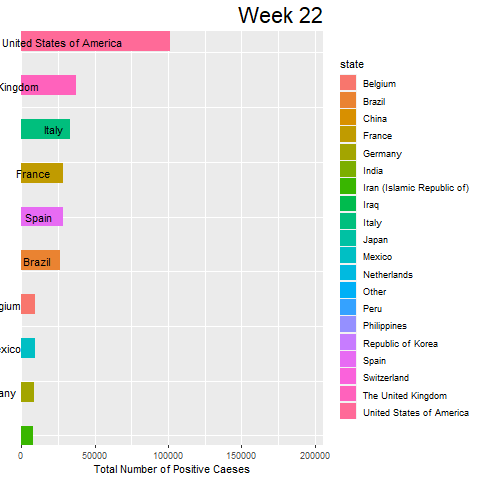 Week 22
United States of America
Kingdom
Italy
France
Spain
Brazil
gium
exico
any
0
50000
100000
150000
200000
Total Number of Positive Caeses
state
Belgium
Brazil
China
France
Germany
India
Iran (Islamic Republic of)
Iraq
Italy
Japan
Mexico
Netherlands
Other
Peru
Philippines
Republic of Korea
Spain
Switzerland
The United Kingdom
United States of America